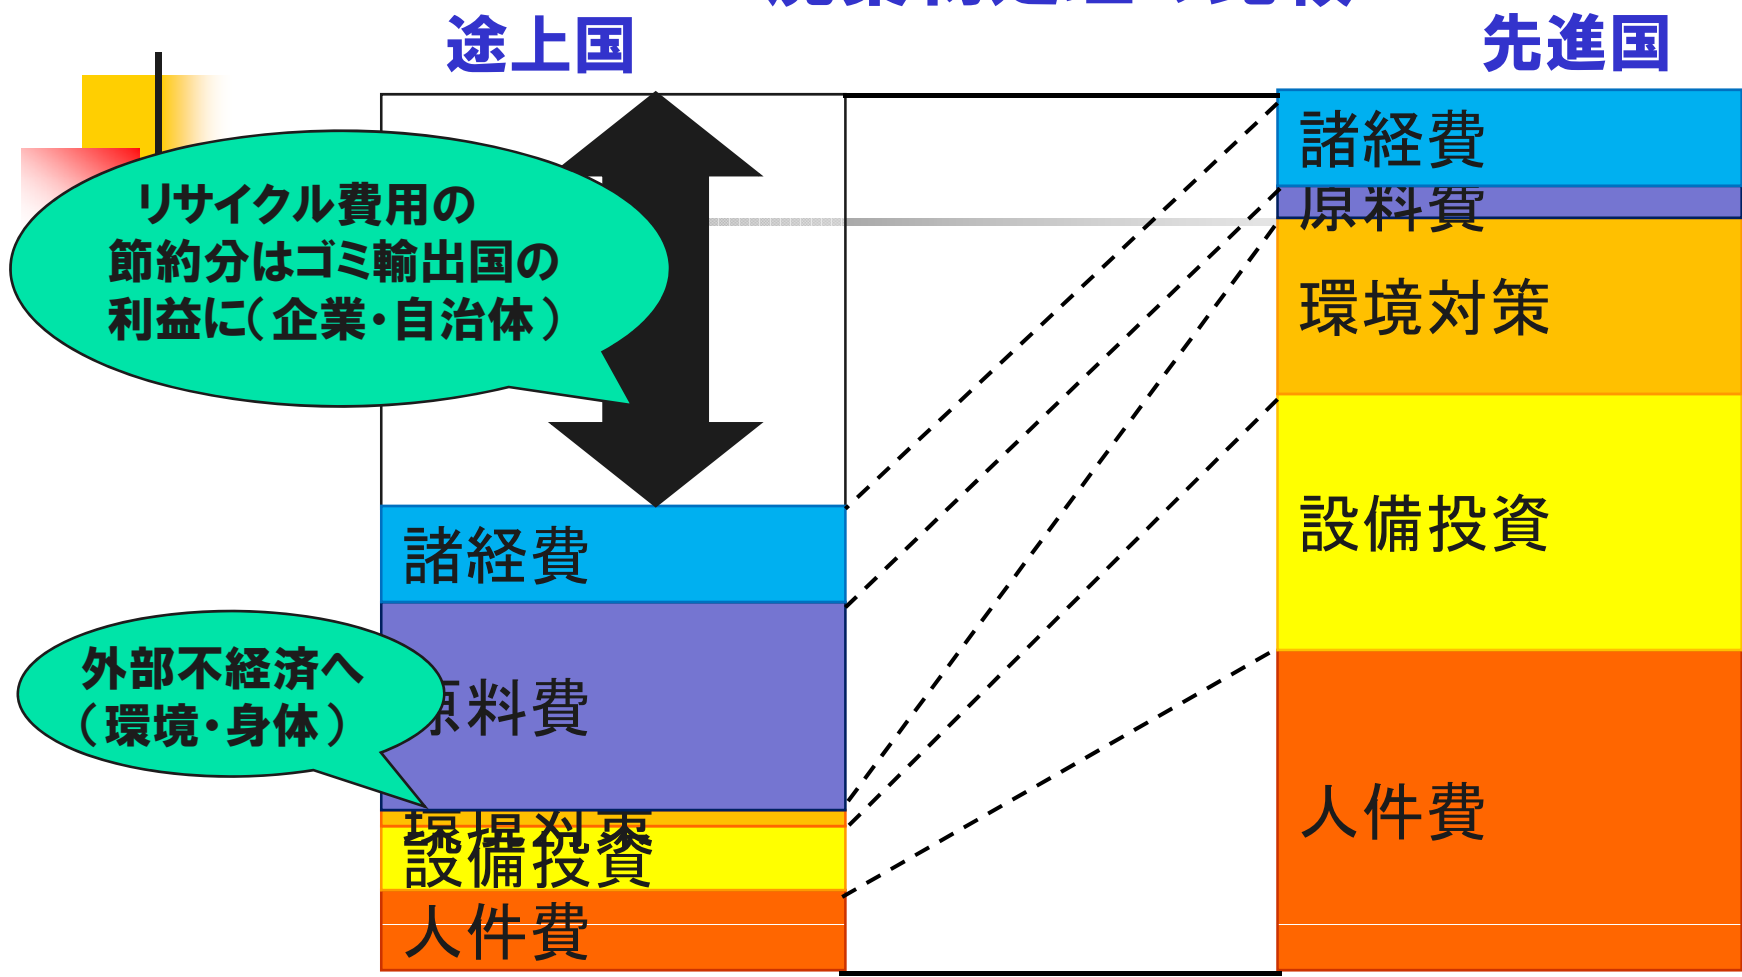 途上国
先進国
リサイクル費用の
節約分はゴミ輸出国の
利益に(企業・自治体)
諸経費
原料費
環境対策
設備投資
人件費
諸経費
外部不経済へ
(環境・身体)
原料費
環境対策
設備投資
人件費